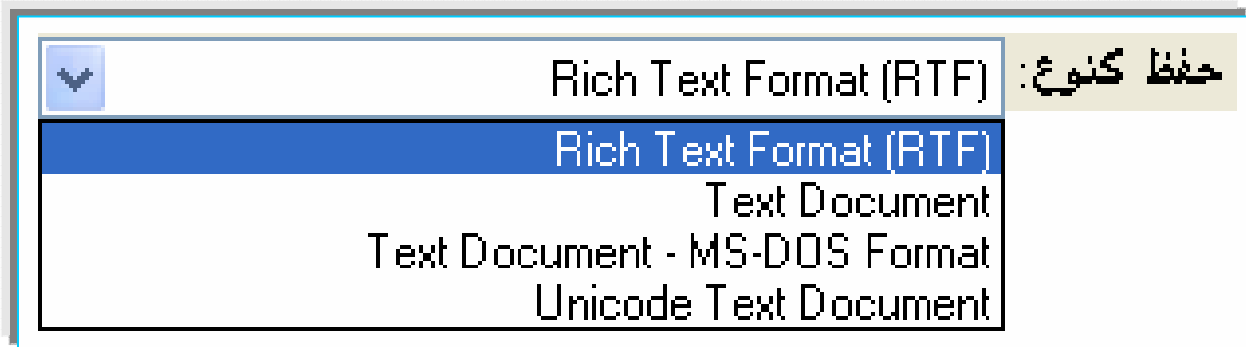 حفظ كنوع: Rich Text Format (RTF)
Rich Text Format (RTF)
Text Document
Text Document - MS-DOS Format
Unicode Text Document